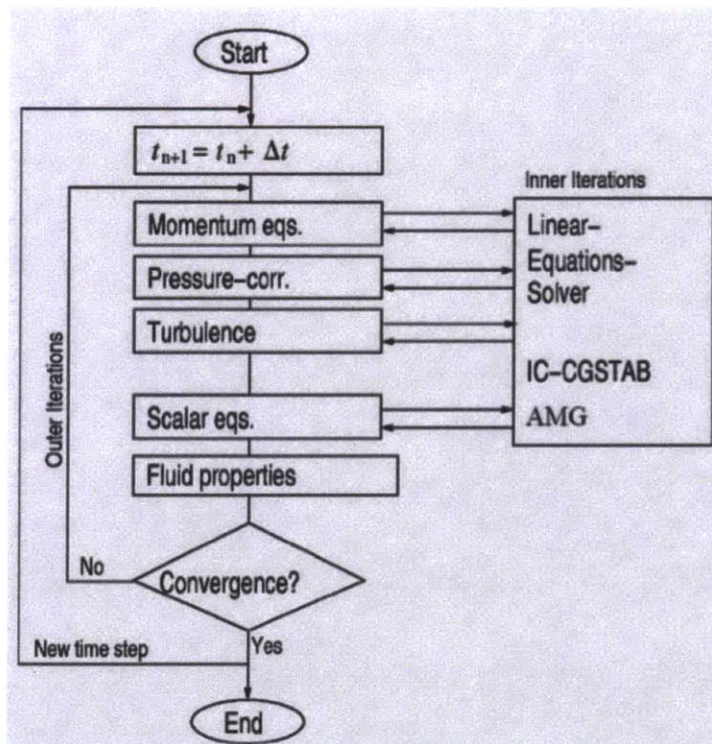 Start
t_{n+1} = t_n + Δt
Inner Iterations
Momentum eqs.
Linear–
Pressure–corr.
Equations–
Solver
Turbulence
IC–CGSTAB
Scalar eqs.
AMG
Fluid properties
Outer Iterations
No
Convergence?
Yes
New time step
End